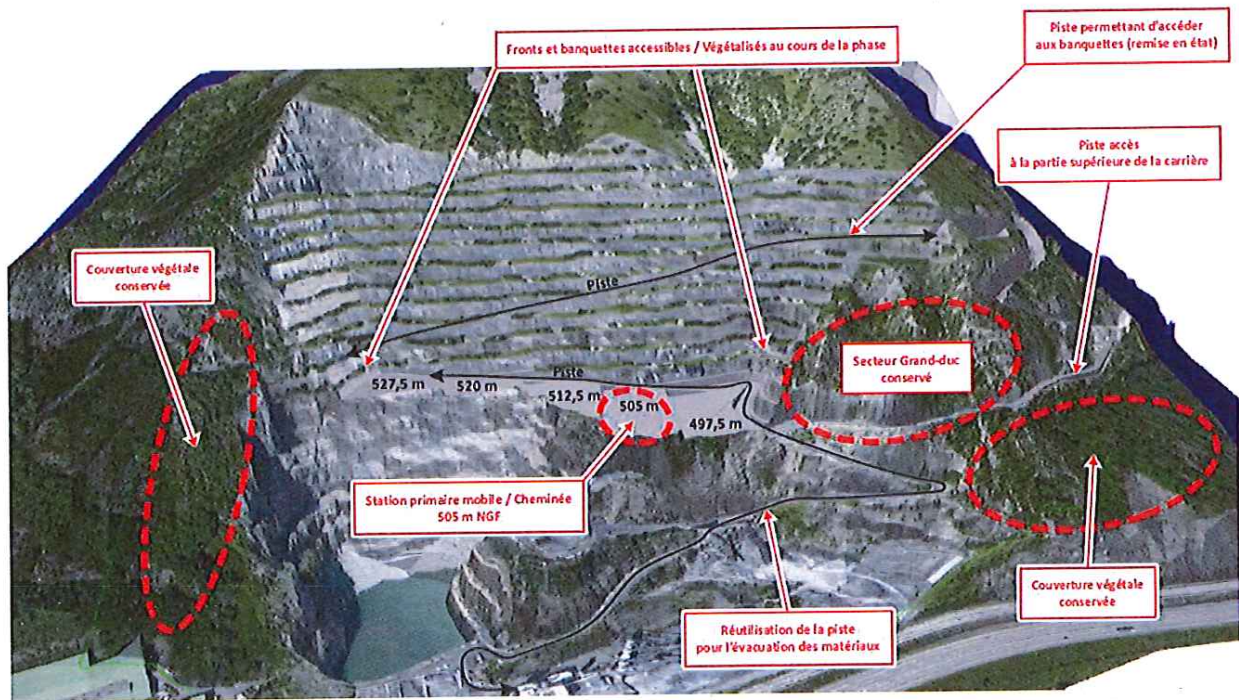 Piste permettant d'accéder
aux banquettes (remise en état)
Fronts et banquettes accessibles / Végétalisés au cours de la phase
Piste accès
à la partie supérieure de la carrière
Couverture végétale
conservée
Piste
Secteur Grand-duc
conservé
Piste
527,5 m
520 m
512,5 m
505 m
497,5 m
Station primaire mobile / Cheminée
505 m NGF
Couverture végétale
conservée
Réutilisation de la piste
pour l'évacuation des matériaux